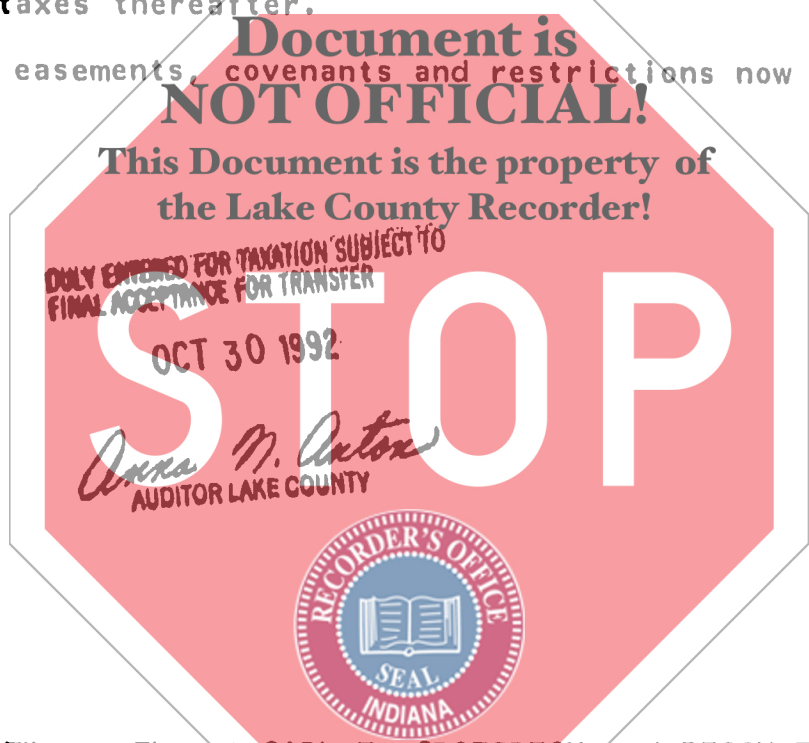 taxes thereafter.
Document is
easements, covenants and restrictions now
NOT OFFICIAL!
This Document is the property of
the Lake County Recorder!
DULY ENTERED FOR TAXATION SUBJECT TO
FINAL ACCEPTANCE FOR TRANSFER
STOP
OCT 30 1992
Anna N. Anton
AUDITOR LAKE COUNTY
RECORDER'S OFFICE
SEAL
INDIANA